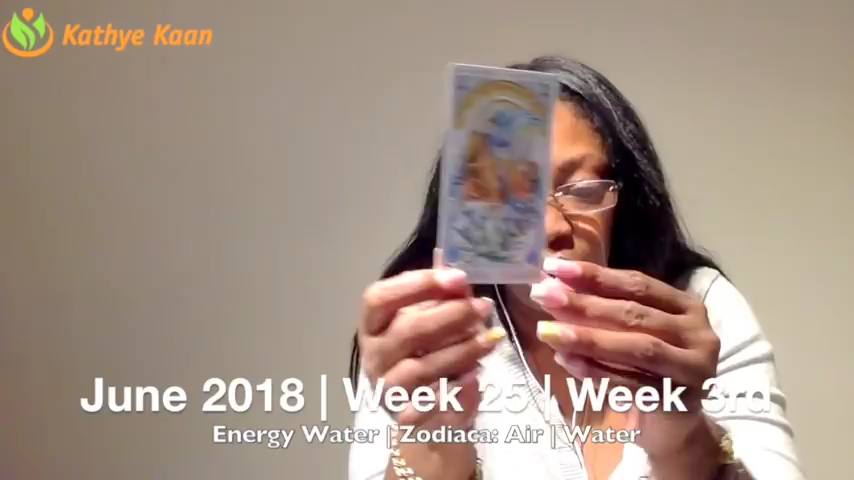 Kathye Kaan
June 2018 | Week 25 | Week 3rd
Energy Water | Zodiaca: Air | Water